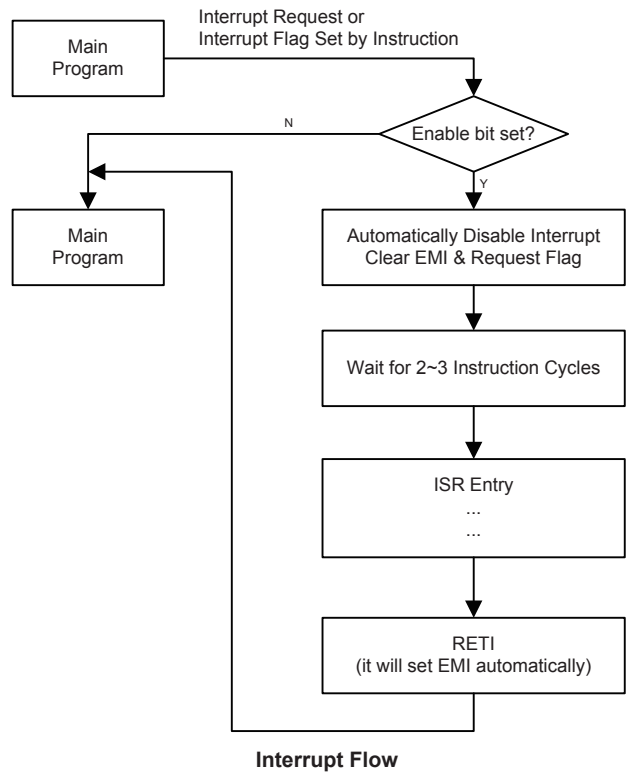 Interrupt Request or
Interrupt Flag Set by Instruction
Main
Program
Enable bit set?
N
Y
Main
Program
Automatically Disable Interrupt
Clear EMI & Request Flag
Wait for 2~3 Instruction Cycles
ISR Entry
...
...
RETI
(it will set EMI automatically)
Interrupt Flow